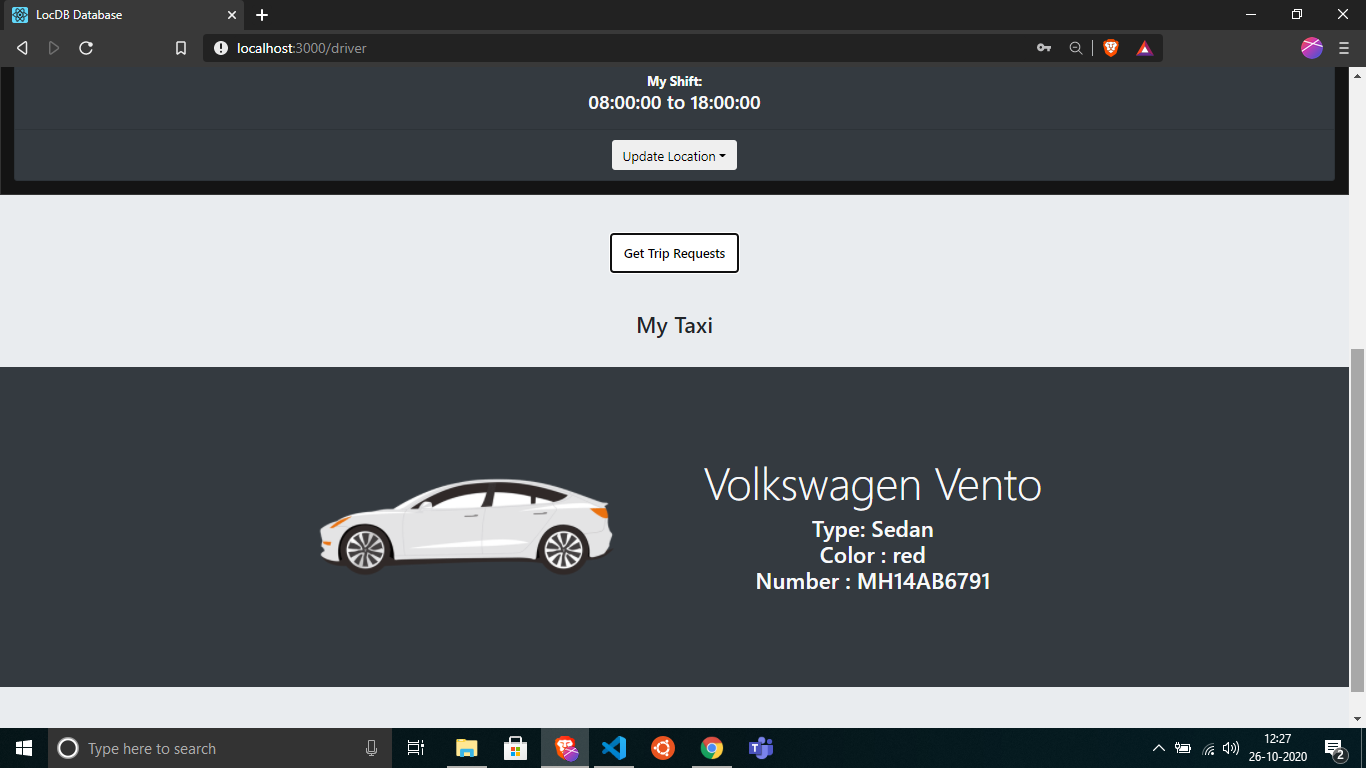 LocDB Database
localhost:3000/driver
My Shift:
08:00:00 to 18:00:00
Update Location
Get Trip Requests
My Taxi
Volkswagen Vento
Type: Sedan
Color : red
Number : MH14AB6791
Type here to search
12:27
26-10-2020
2